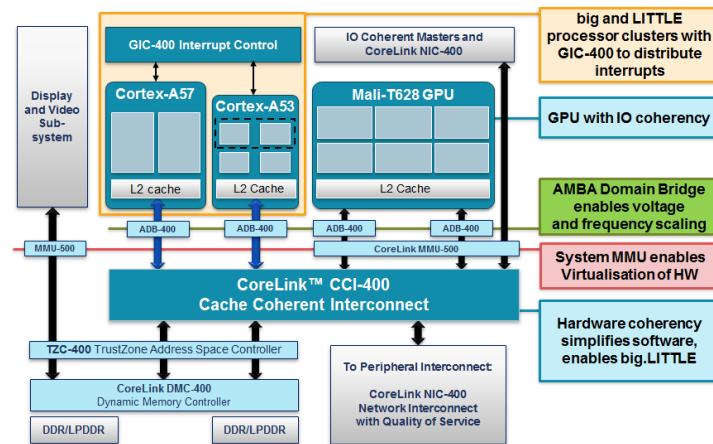 GIC-400 Interrupt Control
IO Coherent Masters and
CoreLink NIC-400
big and LITTLE
processor clusters with
GIC-400 to distribute
interrupts
Display
and Video
Sub-
system
Cortex-A57
Cortex-A53
Mali-T628 GPU
GPU with IO coherency
L2 cache
L2 Cache
L2 Cache
AMBA Domain Bridge
enables voltage
and frequency scaling
ADB-400
ADB-400
ADB-400
ADB-400
MMU-500
CoreLink MMU-500
System MMU enables
Virtualisation of HW
CoreLink™ CCI-400
Cache Coherent Interconnect
Hardware coherency
simplifies software,
enables big.LITTLE
TZC-400 TrustZone Address Space Controller
To Peripheral Interconnect:
CoreLink NIC-400
Network Interconnect
with Quality of Service
CoreLink DMC-400
Dynamic Memory Controller
DDR/LPDDR
DDR/LPDDR